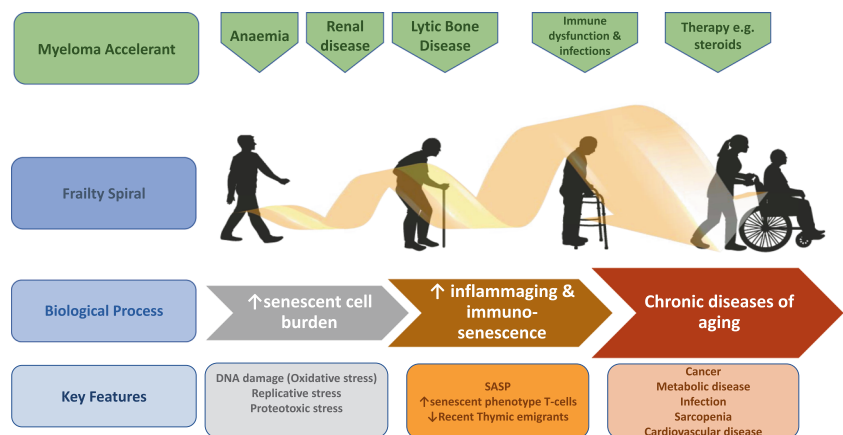 Myeloma Accelerant
Anaemia
Renal
disease
Lytic Bone
Disease
Immune
dysfunction &
infections
Therapy e.g.
steroids
Frailty Spiral
Biological Process
↑senescent cell
burden
↑ inflammaging &
immuno-
senescence
Chronic diseases of
aging
Key Features
DNA damage (Oxidative stress)
Replicative stress
Proteotoxic stress
SASP
↑senescent phenotype T-cells
↓Recent Thymic emigrants
Cancer
Metabolic disease
Infection
Sarcopenia
Cardiovascular disease